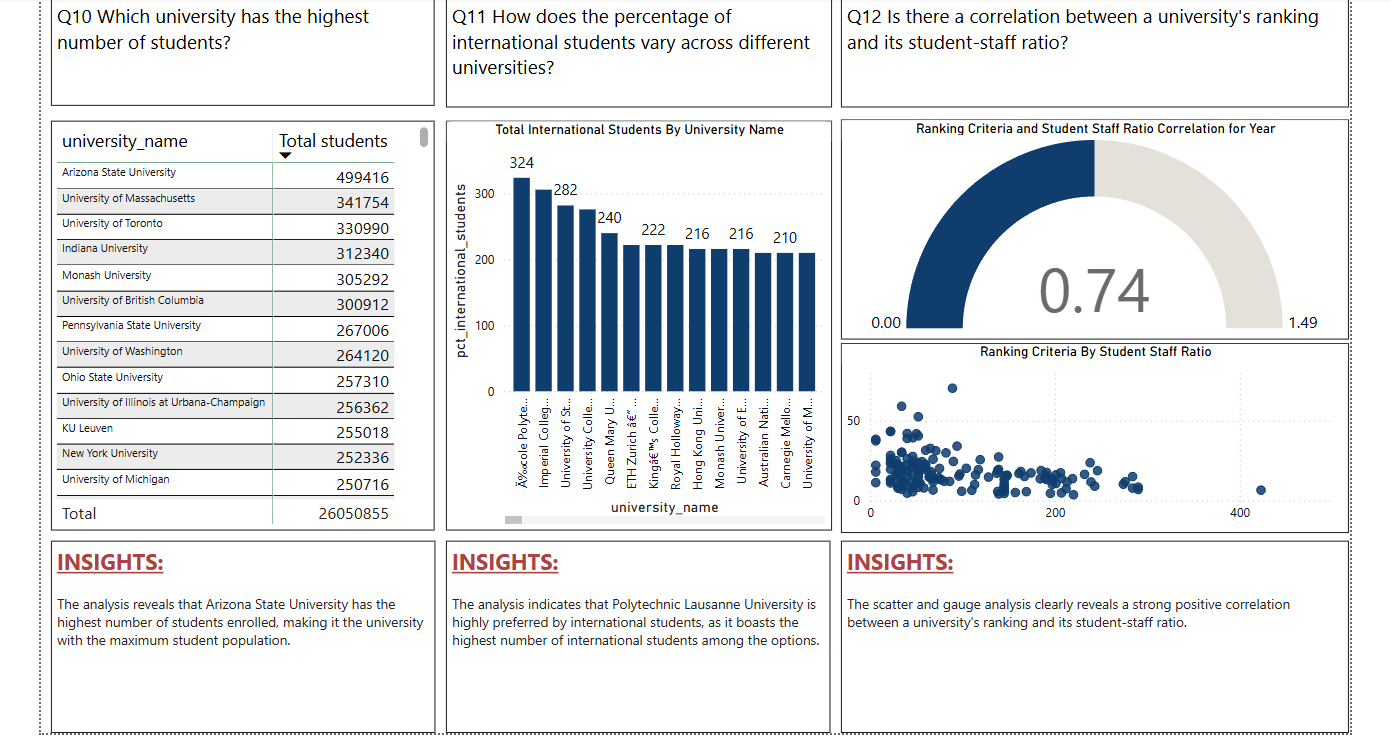 Q10 Which university has the highest
number of students?
Q11 How does the percentage of
international students vary across different
universities?
Q12 Is there a correlation between a university's ranking
and its student-staff ratio?
university_name Total students
Arizona State University 499416
University of Massachusetts 341754
University of Toronto 330990
Indiana University 312340
Monash University 305292
University of British Columbia 300912
Pennsylvania State University 267006
University of Washington 264120
Ohio State University 257310
University of Illinois at Urbana-Champaign 256362
KU Leuven 255018
New York University 252336
University of Michigan 250716
Total 26050855
Total International Students By University Name
pct_international_students
300
200
100
0
324
282
240
222
216
216
210
Ã‰cole Polyte...
Imperial Colleg...
University of St...
University Colle...
Queen Mary U...
ETH Zurich â€“ ...
Kingâ€™s Colle...
Royal Holloway...
Hong Kong Uni...
Monash Univer...
University of E...
Australian Nati...
Carnegie Mello...
University of M...
university_name
Ranking Criteria and Student Staff Ratio Correlation for Year
0.74
0.00
1.49
Ranking Criteria By Student Staff Ratio
50
0
0
200
400
INSIGHTS:
The analysis reveals that Arizona State University has the
highest number of students enrolled, making it the university
with the maximum student population.
INSIGHTS:
The analysis indicates that Polytechnic Lausanne University is
highly preferred by international students, as it boasts the
highest number of international students among the options.
INSIGHTS:
The scatter and gauge analysis clearly reveals a strong positive correlation
between a university's ranking and its student-staff ratio.